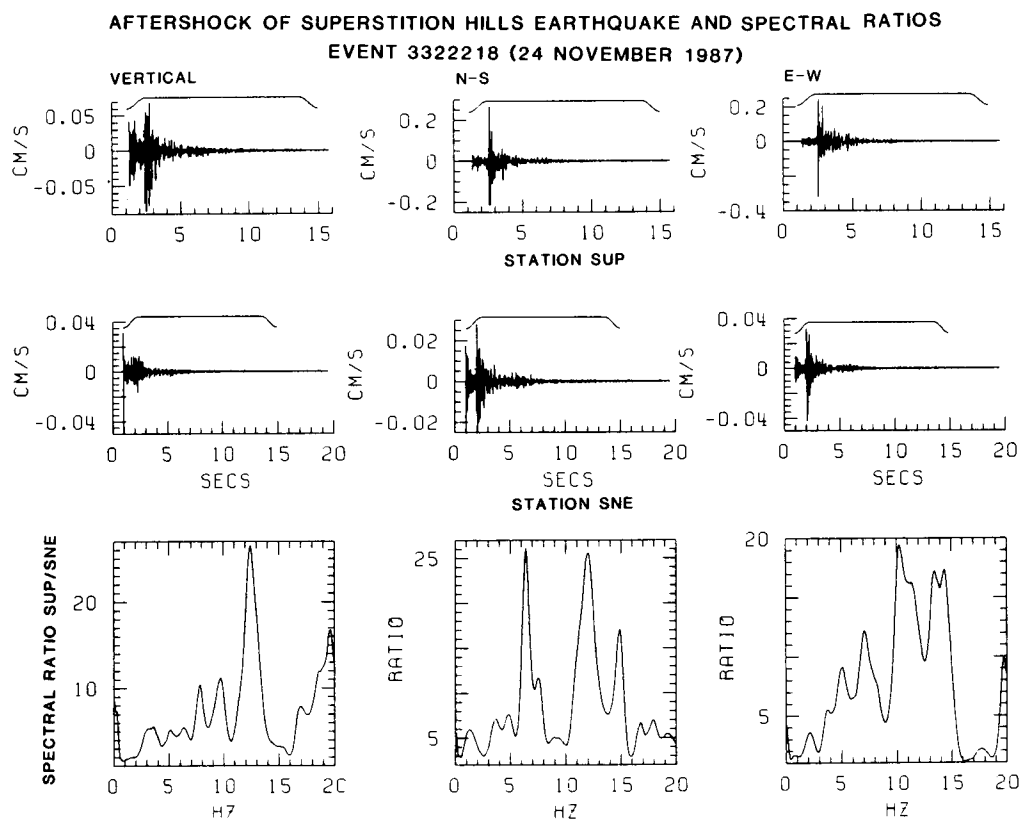 AFTERSHOCK OF SUPERSTITION HILLS EARTHQUAKE AND SPECTRAL RATIOS
EVENT 3322218 (24 NOVEMBER 1987)
VERTICAL N-S E-W
CM/S 0.05 0 -0.05 CM/S 0.2 0 -0.2 CM/S 0.2 0 -0.4
0 5 10 15 0 5 10 15 0 5 10 15
STATION SUP
CM/S 0.04 0 -0.04 CM/S 0.02 0 -0.02 CM/S 0.04 0 -0.04
0 5 10 15 20 0 5 10 15 20 0 5 10 15 20
SECS SECS SECS
STATION SNE
SPECTRAL RATIO SUP/SNE 20 10 RATIO 25 5 RATIO 20 5
0 5 10 15 20 0 5 10 15 20 0 5 10 15 20
HZ HZ HZ